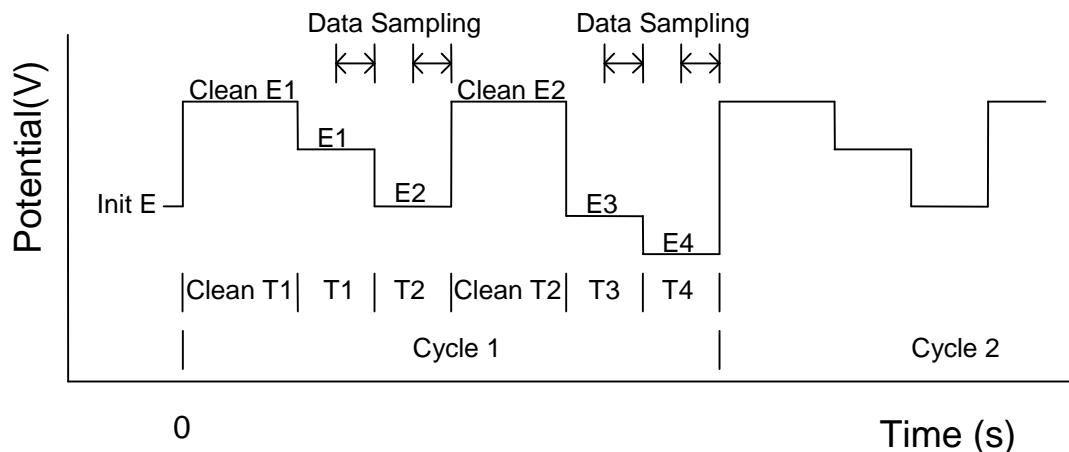 Data Sampling Data Sampling
Clean E1 Clean E2
E1
E2
Init E
E3
E4
Clean T1 T1 T2 Clean T2 T3 T4
Cycle 1 Cycle 2
0
Time (s)
Potential(V)